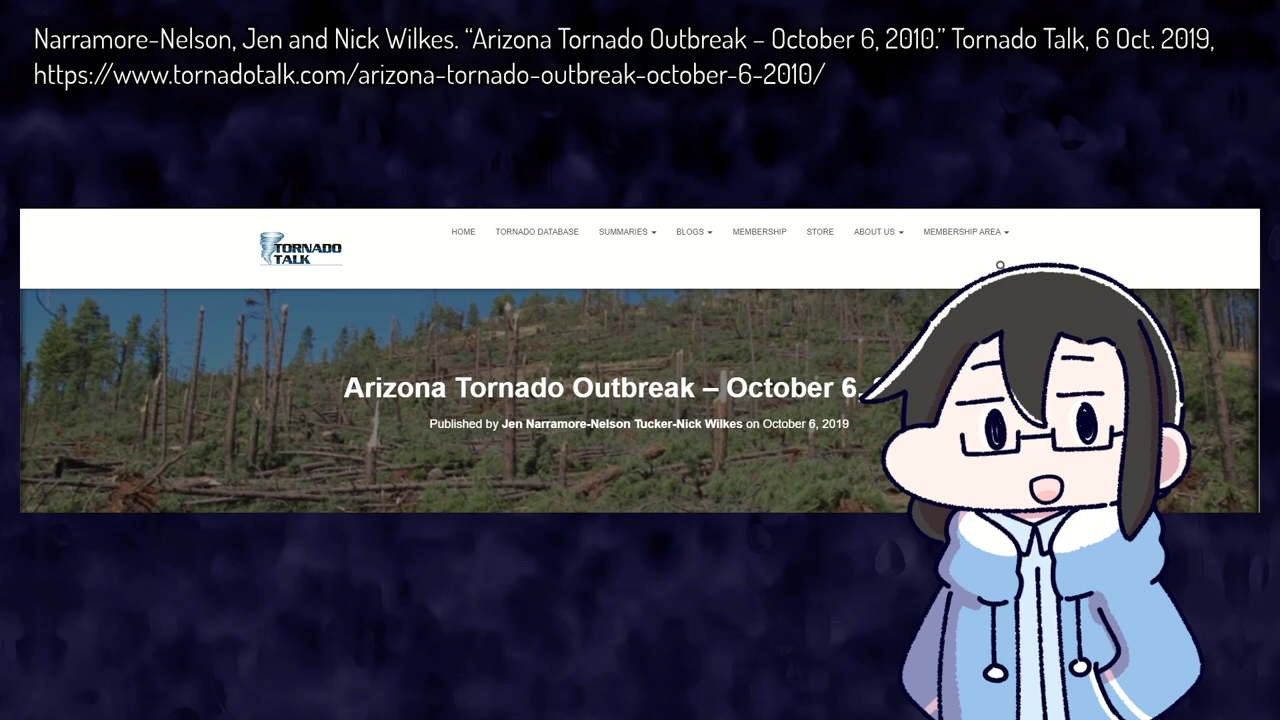 Narramore-Nelson, Jen and Nick Wilkes. “Arizona Tornado Outbreak – October 6, 2010.” Tornado Talk, 6 Oct. 2019,
https://www.tornadotalk.com/arizona-tornado-outbreak-october-6-2010/
TORNADO
TALK
HOME TORNADO DATABASE SUMMARIES BLOGS MEMBERSHIP STORE ABOUT US MEMBERSHIP AREA
Arizona Tornado Outbreak – October 6,
Published by Jen Narramore-Nelson Tucker-Nick Wilkes on October 6, 2019